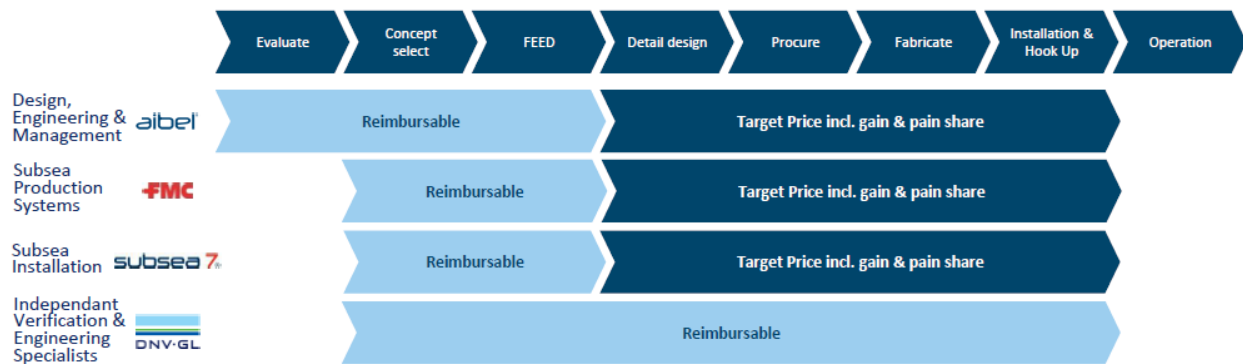 Evaluate
Concept
select
FEED
Detail design
Procure
Fabricate
Installation &
Hook Up
Operation
Design,
Engineering &
Management
aibel
Reimbursable
Target Price incl. gain & pain share
Subsea
Production
Systems
FMC
Reimbursable
Target Price incl. gain & pain share
Subsea
Installation
subsea 7
Reimbursable
Target Price incl. gain & pain share
Independant
Verification &
Engineering
Specialists
DNV·GL
Reimbursable